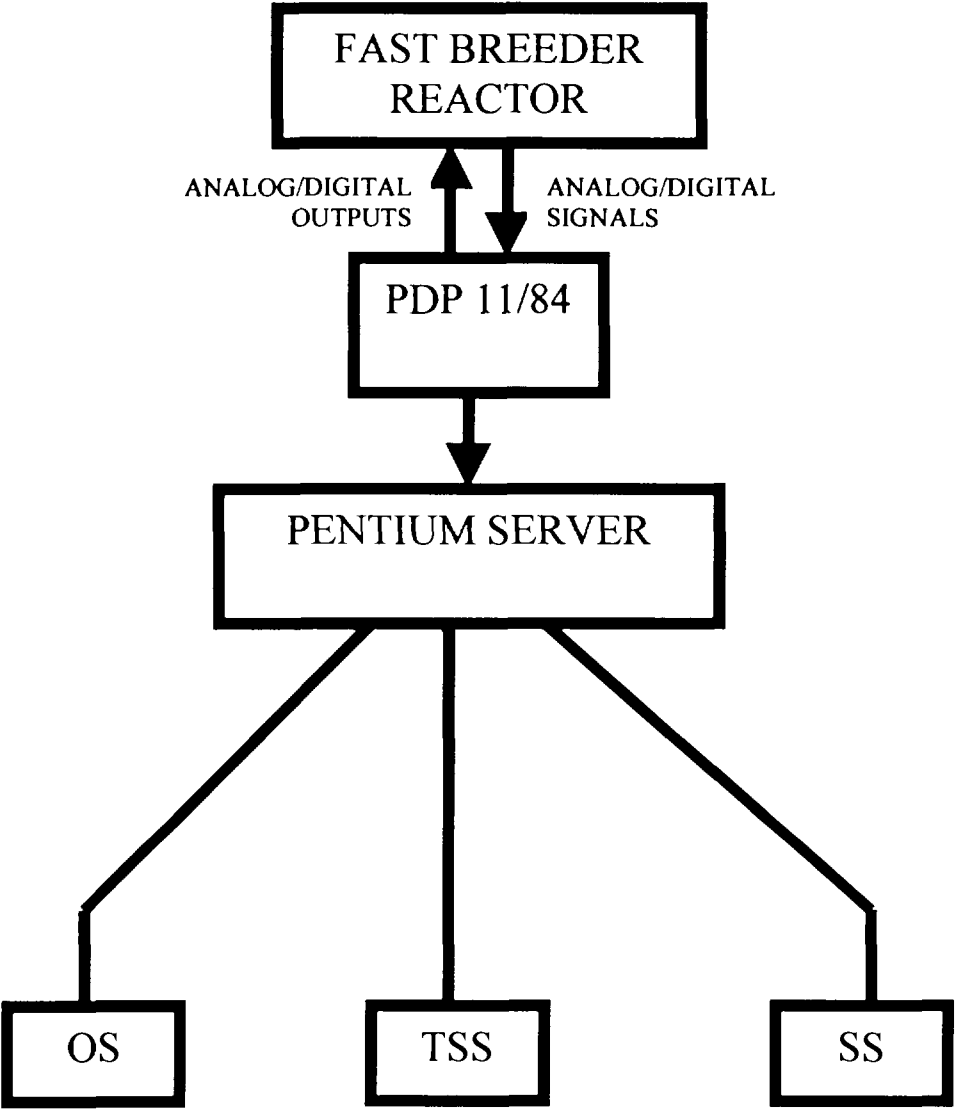 FAST BREEDER
REACTOR
ANALOG/DIGITAL
OUTPUTS
ANALOG/DIGITAL
SIGNALS
PDP 11/84
PENTIUM SERVER
OS
TSS
SS